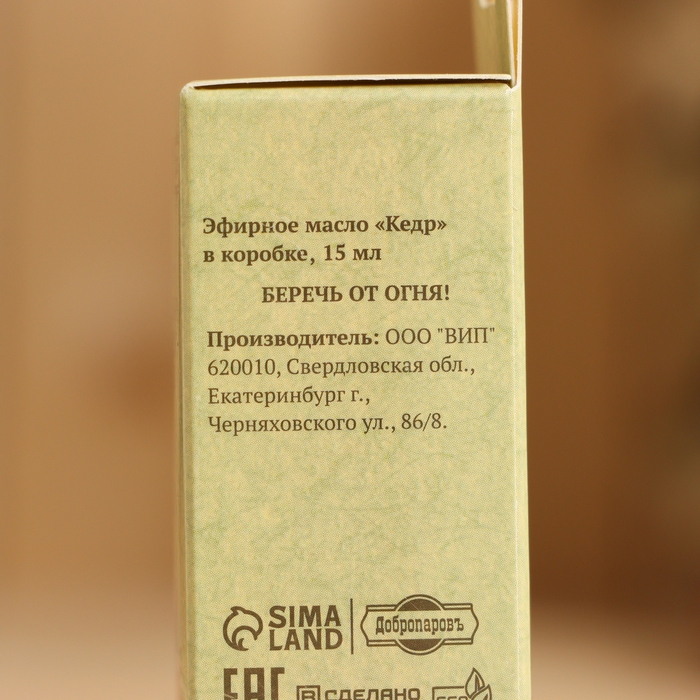 Эфирное масло «Кедр»
в коробке, 15 мл
БЕРЕЧЬ ОТ ОГНЯ!
Производитель: ООО "ВИП"
620010, Свердловская обл.,
Екатеринбург г.,
Черняховского ул., 86/8.
SIMA
LAND
Добропаровъ
ЕАС
СДЕЛАНО